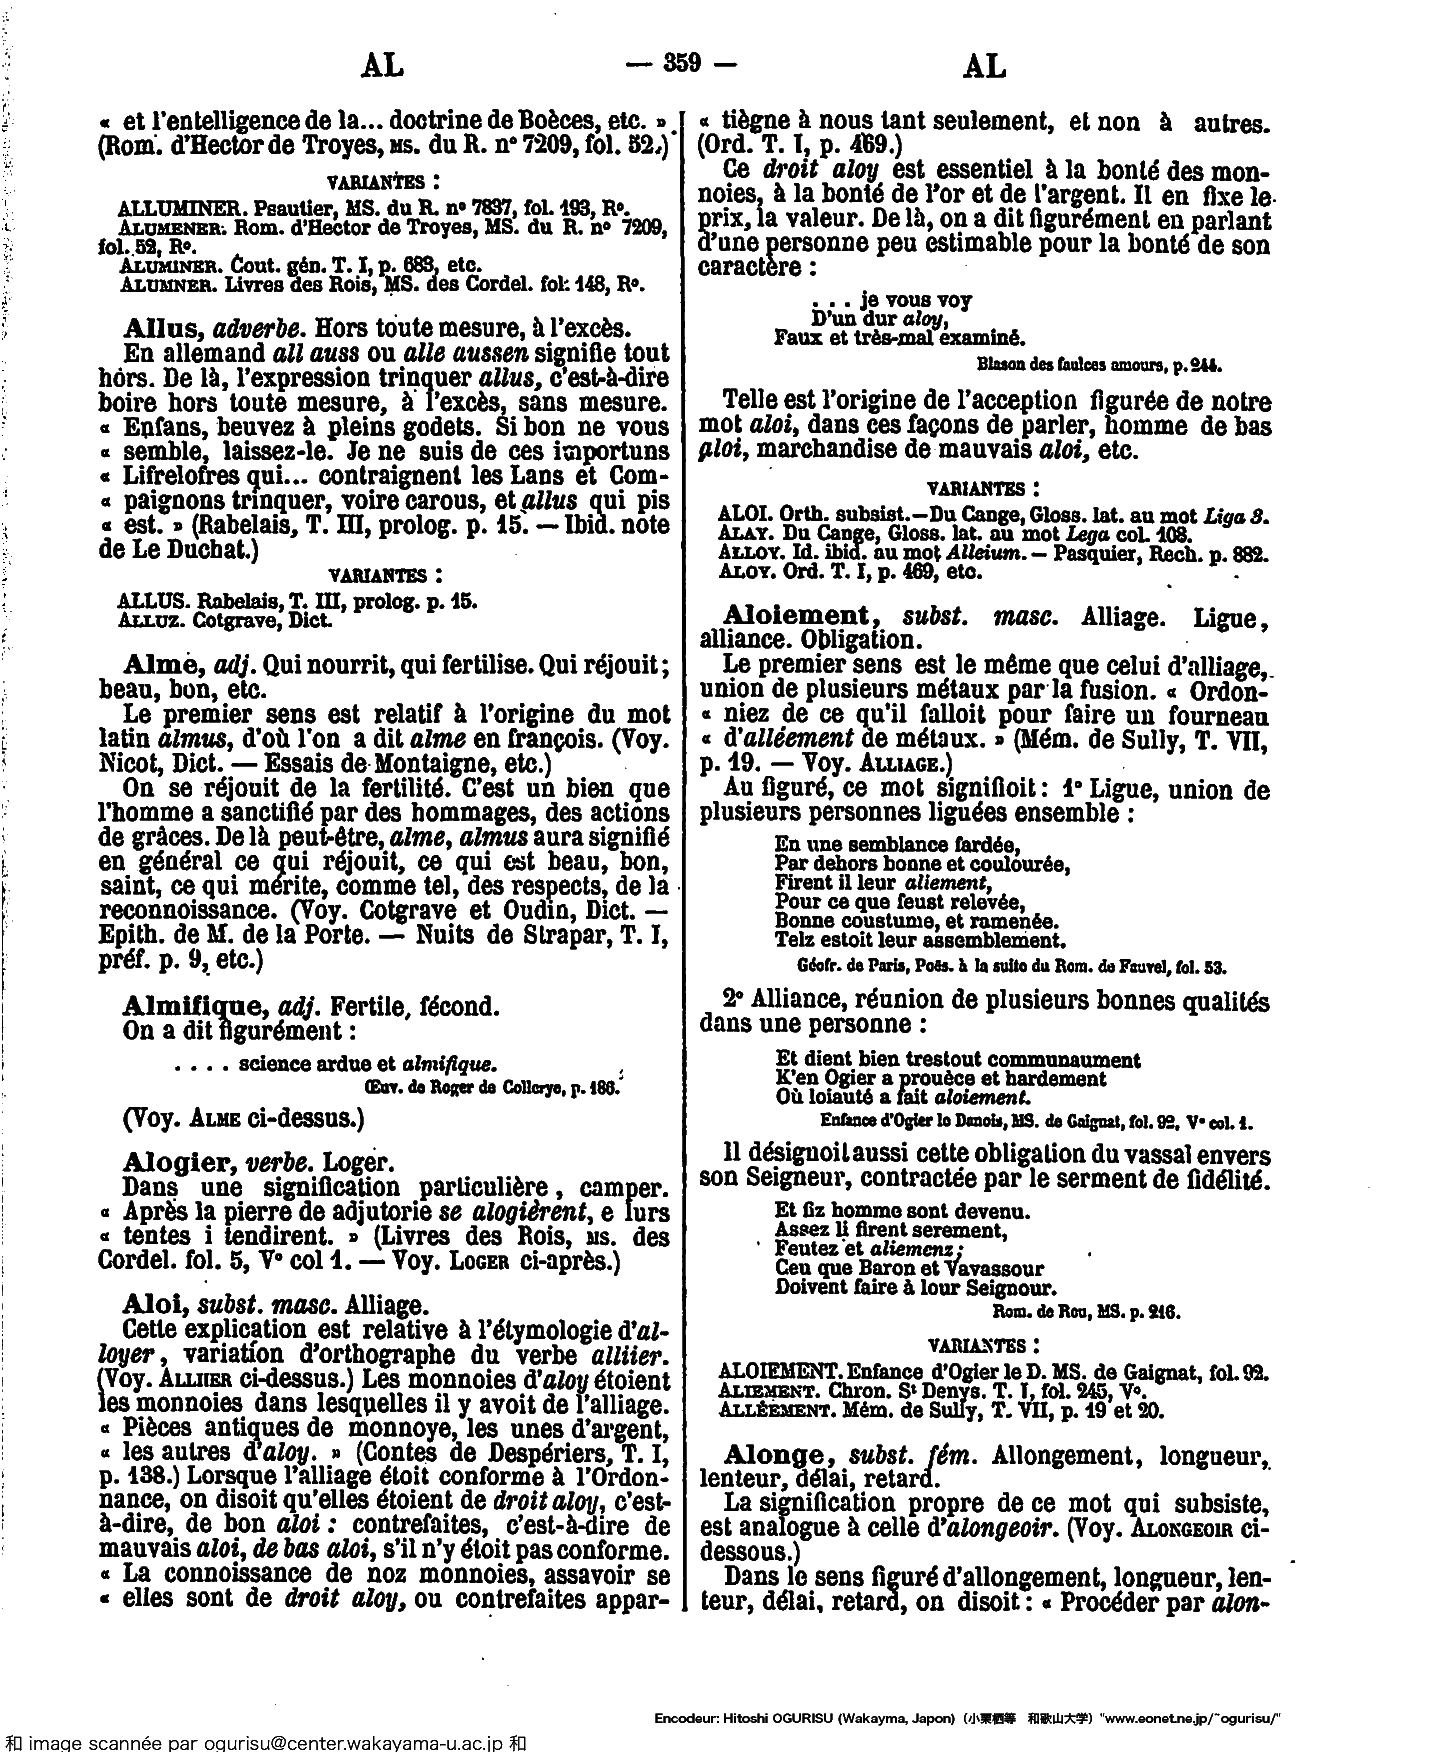 AL — 359 — AL
« et l'entelligence de la... doctrine de Boèces, etc. »
(Rom. d'Hector de Troyes, MS. du R. n° 7209, fol. 52.)
VARIANTES :
ALLUMINER. Psautier, MS. du R. n° 7837, fol. 193, R°.
ALUMENER. Rom. d'Hector de Troyes, MS. du R. n° 7209,
fol. 52, R°.
ALUMINER. Cout. gén. T. I, p. 683, etc.
ALUMNER. Livres des Rois, MS. des Cordel. fol. 148, R°.
Allus, adverbe. Hors toute mesure, à l'excès.
En allemand all auss ou alle aussen signifie tout
hors. De là, l'expression trinquer allus, c'est-à-dire
boire hors toute mesure, à l'excès, sans mesure.
« Enfans, beuvez à pleins godets. Si bon ne vous
« semble, laissez-le. Je ne suis de ces importuns
« Lifrelofres qui... contraignent les Lans et Com-
« paignons trinquer, voire carous, et allus qui pis
« est. » (Rabelais, T. III, prolog. p. 15. — Ibid. note
de Le Duchat.)
VARIANTES :
ALLUS. Rabelais, T. III, prolog. p. 15.
ALLUZ. Cotgrave, Dict.
Alme, adj. Qui nourrit, qui fertilise. Qui réjouit ;
beau, bon, etc.
Le premier sens est relatif à l'origine du mot
latin almus, d'où l'on a dit alme en françois. (Voy.
Nicot, Dict. — Essais de Montaigne, etc.)
On se réjouit de la fertilité. C'est un bien que
l'homme a sanctifié par des hommages, des actions
de grâces. De là peut-être, alme, almus aura signifié
en général ce qui réjouit, ce qui est beau, bon,
saint, ce qui mérite, comme tel, des respects, de la
reconnoissance. (Voy. Cotgrave et Oudin, Dict. —
Epith. de M. de la Porte. — Nuits de Strapar, T. I,
préf. p. 9, etc.)
Almifique, adj. Fertile, fécond.
On a dit figurément :
. . . . science ardue et almifique.
Œuv. de Roger de Collerye, p. 186.
(Voy. ALME ci-dessus.)
Alogier, verbe. Loger.
Dans une signification particulière, camper.
« Après la pierre de adjutorie se alogièrent, e lurs
« tentes i tendirent. » (Livres des Rois, MS. des
Cordel. fol. 5, V° col 1. — Voy. LOGER ci-après.)
Aloi, subst. masc. Alliage.
Cette explication est relative à l'étymologie d'al-
loyer, variation d'orthographe du verbe alliier.
(Voy. ALLIIER ci-dessus.) Les monnoies d'aloy étoient
les monnoies dans lesquelles il y avoit de l'alliage.
« Pièces antiques de monnoye, les unes d'argent,
« les autres d'aloy. » (Contes de Despériers, T. I,
p. 138.) Lorsque l'alliage étoit conforme à l'Ordon-
nance, on disoit qu'elles étoient de droit aloy, c'est-
à-dire, de bon aloi : contrefaites, c'est-à-dire de
mauvais aloi, de bas aloi, s'il n'y étoit pas conforme.
« La connoissance de noz monnoies, assavoir se
« elles sont de droit aloy, ou contrefaites appar-
« tiègne à nous tant seulement, et non à autres.
(Ord. T. I, p. 469.)
Ce droit aloy est essentiel à la bonté des mon-
noies, à la bonté de l'or et de l'argent. Il en fixe le
prix, la valeur. De là, on a dit figurément en parlant
d'une personne peu estimable pour la bonté de son
caractère :
. . . je vous voy
D'un dur aloy,
Faux et très-mal examiné.
Blason des faulces amours, p. 244.
Telle est l'origine de l'acception figurée de notre
mot aloi, dans ces façons de parler, homme de bas
aloi, marchandise de mauvais aloi, etc.
VARIANTES :
ALOI. Orth. subsist.—Du Cange, Gloss. lat. au mot Liga 3.
ALAY. Du Cange, Gloss. lat. au mot Lega col. 108.
ALLOY. Id. ibid. au mot Alleium. — Pasquier, Rech. p. 882.
ALOY. Ord. T. I, p. 469, etc.
Aloiement, subst. masc. Alliage. Ligue,
alliance. Obligation.
Le premier sens est le même que celui d'alliage,
union de plusieurs métaux par la fusion. « Ordon-
« niez de ce qu'il falloit pour faire un fourneau
« d'alléement de métaux. » (Mém. de Sully, T. VII,
p. 19. — Voy. ALLIAGE.)
Au figuré, ce mot signifioit : 1° Ligue, union de
plusieurs personnes liguées ensemble :
En une semblance fardée,
Par dehors bonne et coulourée,
Firent il leur aliement,
Pour ce que feust relevée,
Bonne coustume, et ramenée.
Telz estoit leur assemblement.
Géofr. de Paris, Poës. à la suite du Rom. de Fauvel, fol. 53.
2° Alliance, réunion de plusieurs bonnes qualités
dans une personne :
Et dient bien trestout communaument
K'en Ogier a prouèce et hardement
Où loiauté a fait aloiement.
Enfance d'Ogier le Danois, MS. de Gaignat, fol. 92, V° col. 1.
Il désignoit aussi cette obligation du vassal envers
son Seigneur, contractée par le serment de fidélité.
Et fiz homme sont devenu.
Assez li firent serement,
Feutez et aliemenz ;
Ceu que Baron et Vavassour
Doivent faire à lour Seignour.
Rom. de Rou, MS. p. 216.
VARIANTES :
ALOIEMENT. Enfance d'Ogier le D. MS. de Gaignat, fol. 92.
ALIEMENT. Chron. St Denys. T. I, fol. 245, V°.
ALLÉEMENT. Mém. de Sully, T. VII, p. 19 et 20.
Alonge, subst. fém. Allongement, longueur,
lenteur, délai, retard.
La signification propre de ce mot qui subsiste,
est analogue à celle d'alongeoir. (Voy. ALONGEOIR ci-
dessous.)
Dans le sens figuré d'allongement, longueur, len-
teur, délai, retard, on disoit : « Procéder par alon-
Encodeur: Hitoshi OGURISU (Wakayma, Japon) (小栗栖等 和歌山大学) "www.eonet.ne.jp/~ogurisu/"
和 image scannée par ogurisu@center.wakayama-u.ac.jp 和